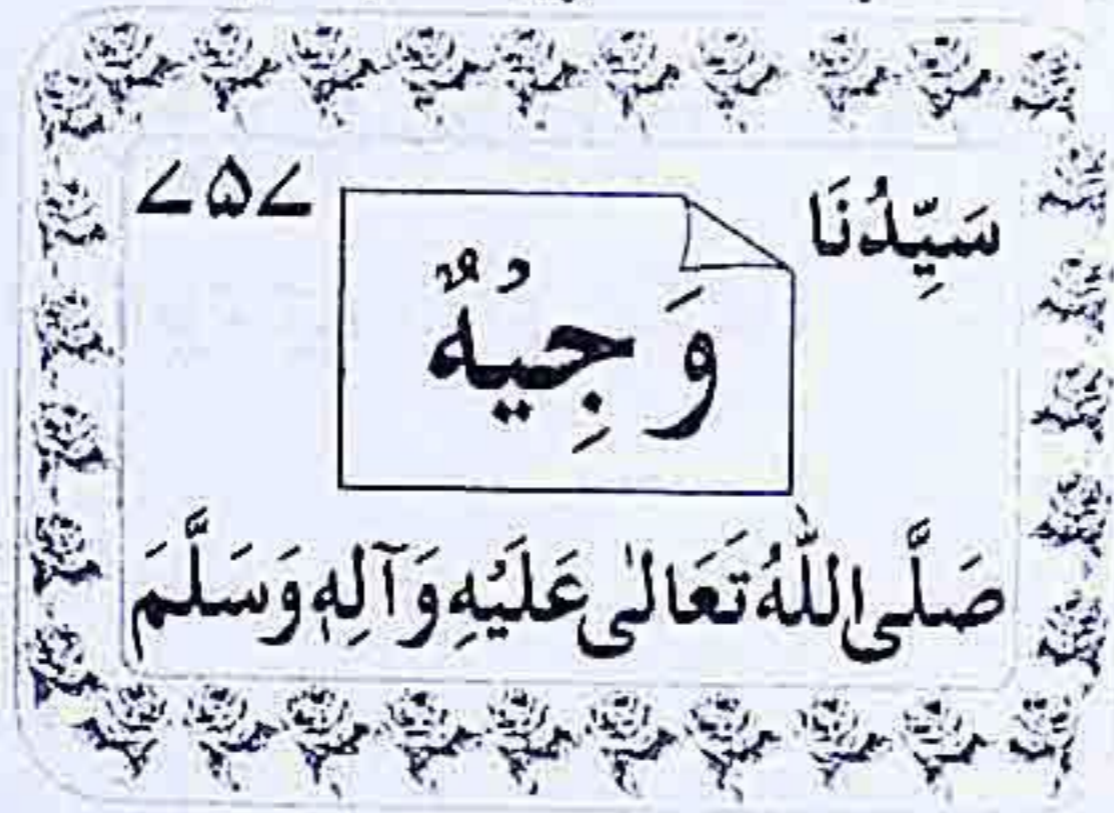 سَيِّدُنَا ۷۵۷
وَجِيْهٌ
صَلَّى اللّٰهُ تَعَالٰى عَلَيْهِ وَآلِهٖ وَسَلَّمَ